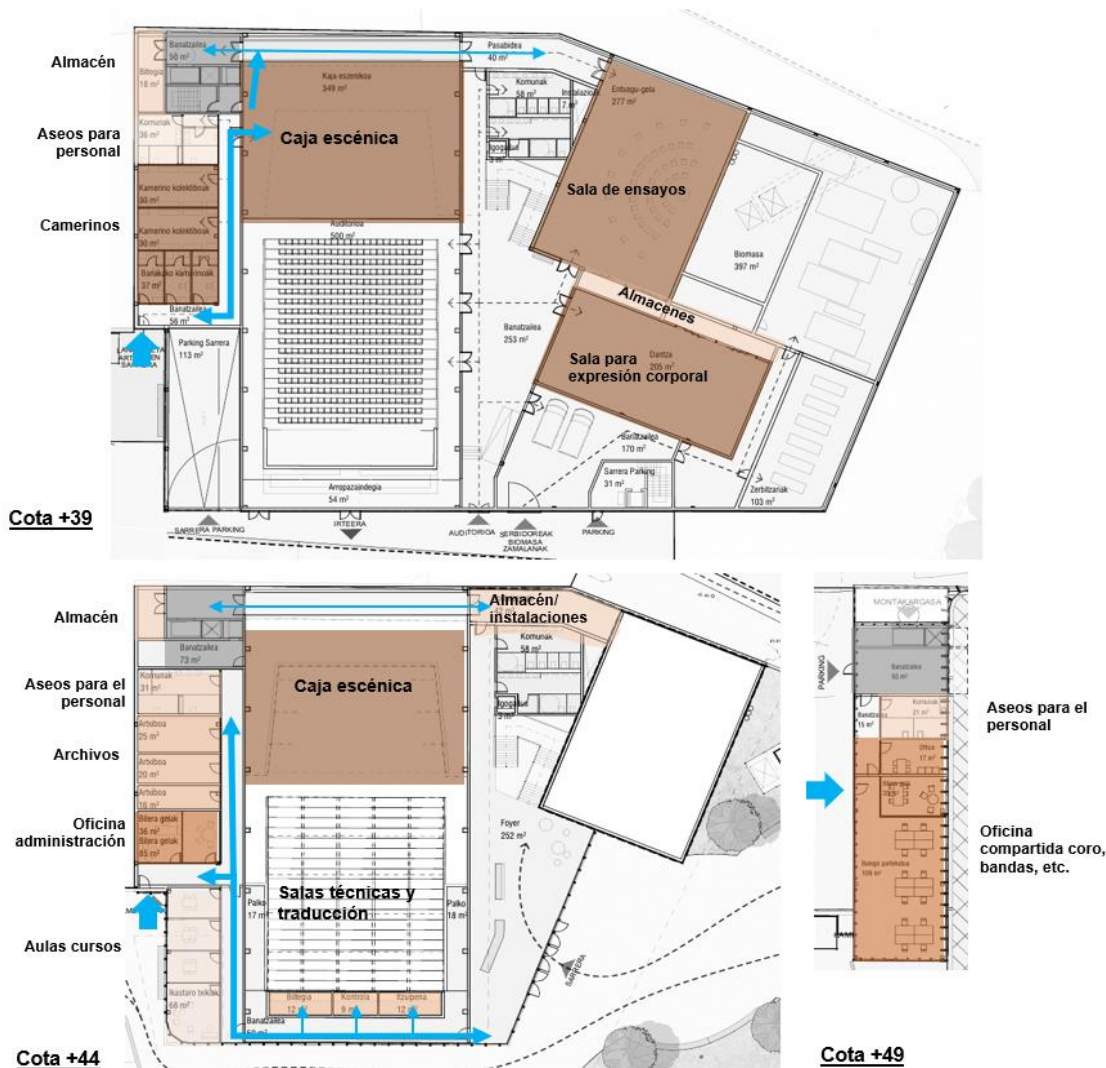 Almacén
Banatzailea
50 m²
Pasabidea
40 m²
Biltegia
18 m²
Kaja eszenikoa
349 m²
Komunak
58 m²
Instalazioak
7
Entsegu-gela
277 m²
Aseos para
personal
Komunak
36 m²
Caja escénica
Igogailua
3 m²
Sala de ensayos
Kamerino kolektiboak
30 m²
Camerinos
Kamerino kolektiboak
30 m²
Auditorioa
500 m²
Biomasa
397 m²
Banakako kamerinoak
37 m²
Almacenes
Banatzailea
56 m²
Banatzailea
253 m²
Parking Sarrera
113 m²
Dantza
205 m²
Sala para
expresión corporal
SARRERA
Banatzailea
170 m²
Sarrera Parking
31 m²
Arropazaindegia
54 m²
Zerbitzariak
103 m²
Cota +39
SARRERA PARKING
IRTEERA
AUDITORIOA
SERBIDOREAK
BIOMASA
ZAMALANAK
PARKING
Almacén
Almacén/
instalaciones
Banatzailea
73 m²
Komunak
58 m²
Aseos para el
personal
Komunak
31 m²
Caja escénica
Igogailua
3 m²
Artxiboa
25 m²
Archivos
Artxiboa
20 m²
Artxiboa
16 m²
Oficina
administración
Bilera gelak
36 m²
Bilera gelak
85 m²
Foyer
252 m²
Salas técnicas y
traducción
Palko
17 m²
Palko
18 m²
Aulas cursos
SARRERA
Ikastaro txikiak
68 m²
Biltegia
12
Kontrola
9 m²
Itzulpena
12
Banatzailea
Cota +44
MONTAKARGASA
PARKING
Banatzailea
Komunak
21 m²
Banatzailea
15 m²
Office
17 m²
Aseos para el
personal
Oficina
compartida coro,
bandas, etc.
Cota +49